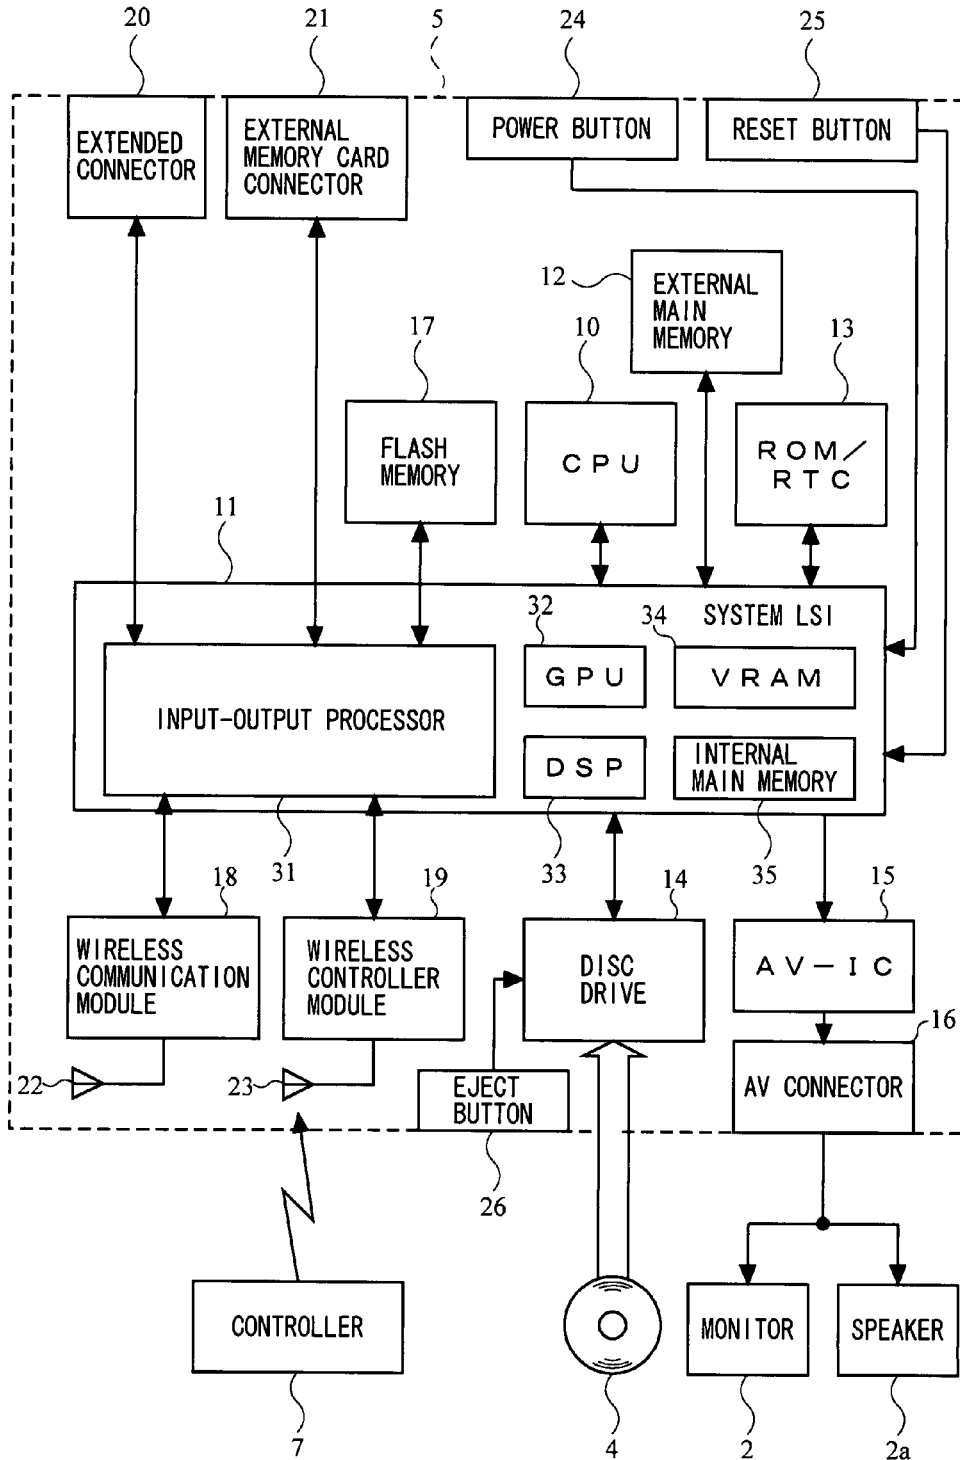 20
21
5
24
25
EXTENDED
CONNECTOR
EXTERNAL
MEMORY CARD
CONNECTOR
POWER BUTTON
RESET BUTTON
12
EXTERNAL
MAIN
MEMORY
17
10
13
FLASH
MEMORY
CPU
ROM/
RTC
11
SYSTEM LSI
32
34
GPU
VRAM
INPUT-OUTPUT PROCESSOR
DSP
INTERNAL
MAIN MEMORY
31
33
35
18
19
14
15
WIRELESS
COMMUNICATION
MODULE
WIRELESS
CONTROLLER
MODULE
DISC
DRIVE
AV-IC
16
22
23
EJECT
BUTTON
AV CONNECTOR
26
CONTROLLER
MONITOR
SPEAKER
7
4
2
2a